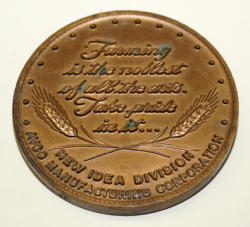 Farming
is the noblest
of all the arts.
Take pride
in it...
NEW IDEA DIVISION
AVCO MANUFACTURING CORPORATION